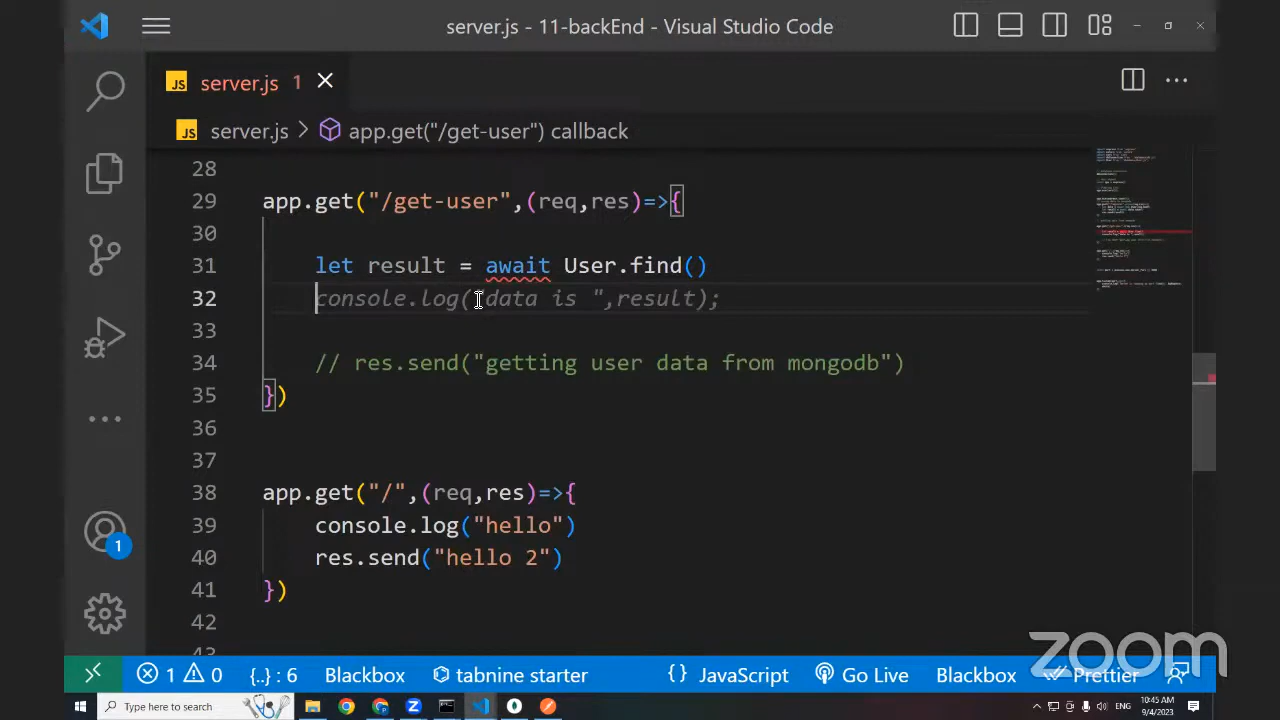 server.js - 11-backEnd - Visual Studio Code
JS server.js 1
JS server.js > app.get("/get-user") callback
28
29 app.get("/get-user",(req,res)=>{
30
31 let result = await User.find()
32 console.log("data is ",result);
33
34 // res.send("getting user data from mongodb")
35 })
36
37
38 app.get("/",(req,res)=>{
39 console.log("hello")
40 res.send("hello 2")
41 })
42
43
1
zoom
1 0 {..} : 6 Blackbox tabnine starter { } JavaScript Go Live Blackbox Prettier
Type here to search
ENG
10:45 AM
9/4/2023